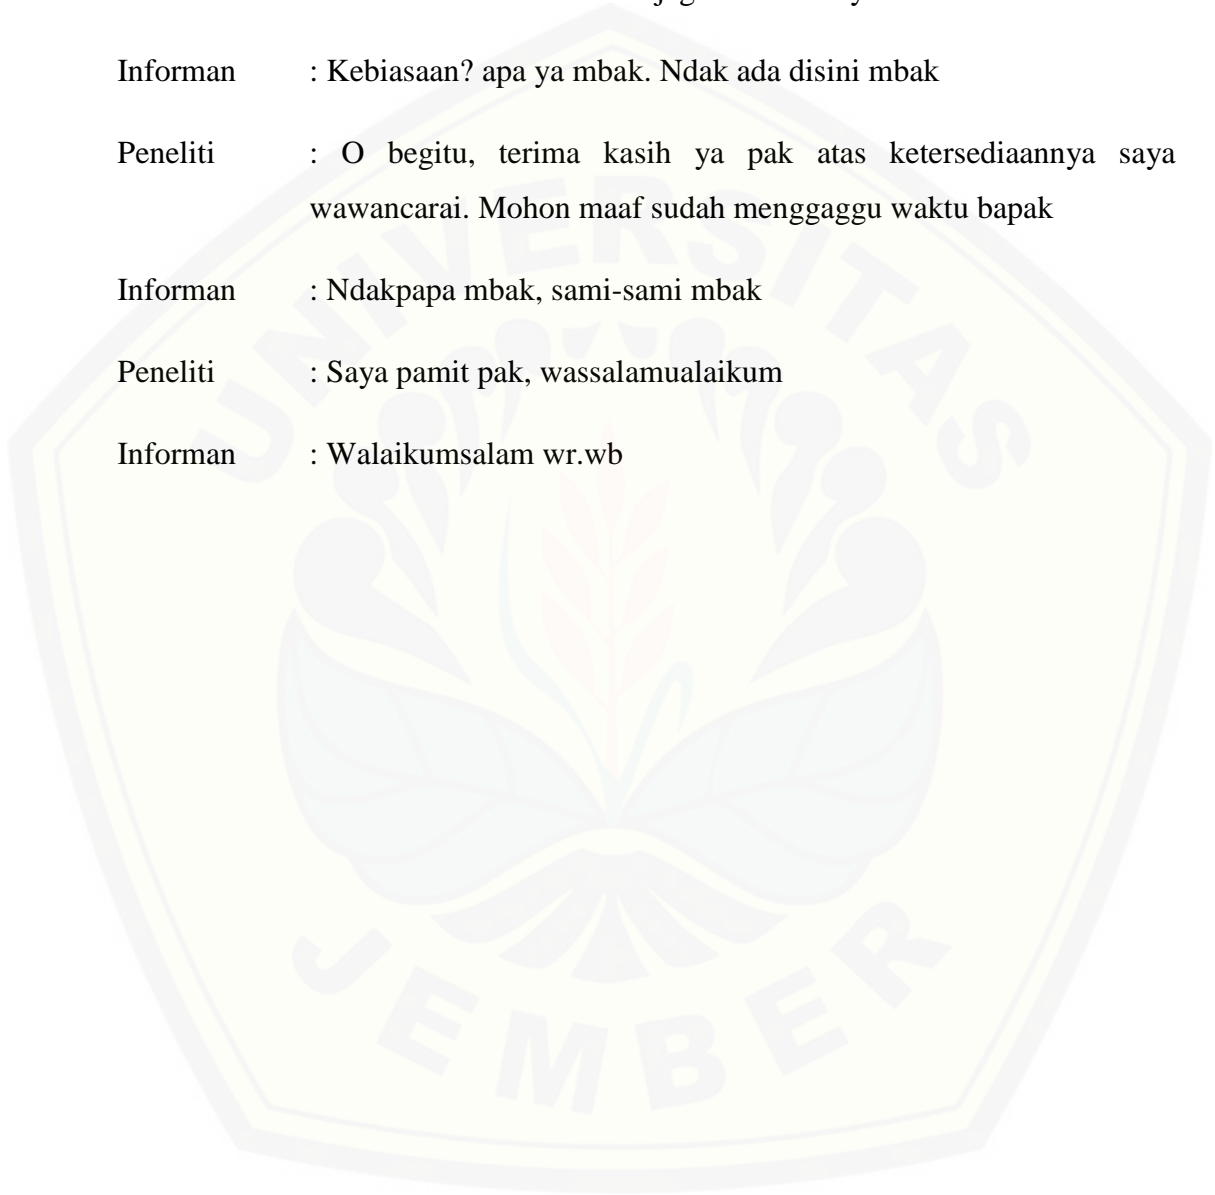 Informan : Kebiasaan? apa ya mbak. Ndak ada disini mbak
Peneliti : O begitu, terima kasih ya pak atas ketersediaannya saya
wawancarai. Mohon maaf sudah menggaggu waktu bapak
Informan : Ndakpapa mbak, sami-sami mbak
Peneliti : Saya pamit pak, wassalamualaikum
Informan : Walaikumsalam wr.wb
UNIVERSITAS
JEMBER